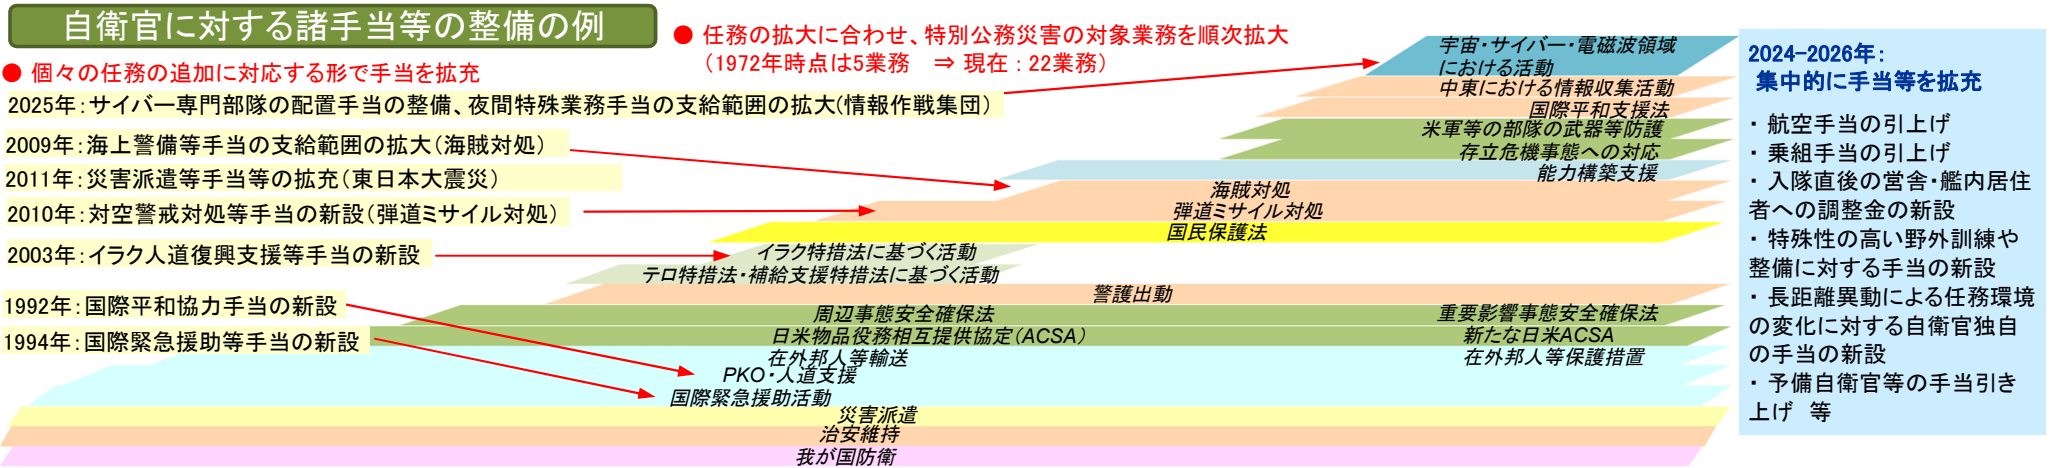 自衛官に対する諸手当等の整備の例
● 任務の拡大に合わせ、特別公務災害の対象業務を順次拡大
（1972年時点は5業務　⇒ 現在：22業務）
● 個々の任務の追加に対応する形で手当を拡充
2025年：サイバー専門部隊の配置手当の整備、夜間特殊業務手当の支給範囲の拡大（情報作戦集団）
2009年：海上警備等手当の支給範囲の拡大（海賊対処）
2011年：災害派遣等手当等の拡充（東日本大震災）
2010年：対空警戒対処等手当の新設（弾道ミサイル対処）
2003年：イラク人道復興支援等手当の新設
1992年：国際平和協力手当の新設
1994年：国際緊急援助等手当の新設
宇宙・サイバー・電磁波領域
における活動
中東における情報収集活動
国際平和支援法
米軍等の部隊の武器等防護
存立危機事態への対応
能力構築支援
海賊対処
弾道ミサイル対処
国民保護法
イラク特措法に基づく活動
テロ特措法・補給支援特措法に基づく活動
警護出動
周辺事態安全確保法
重要影響事態安全確保法
日米物品役務相互提供協定（ACSA）
新たな日米ACSA
在外邦人等輸送
在外邦人等保護措置
PKO・人道支援
国際緊急援助活動
災害派遣
治安維持
我が国防衛
2024-2026年：
集中的に手当等を拡充
・ 航空手当の引上げ
・ 乗組手当の引上げ
・ 入隊直後の営舎・艦内居住
者への調整金の新設
・ 特殊性の高い野外訓練や
整備に対する手当の新設
・ 長距離異動による任務環境
の変化に対する自衛官独自
の手当の新設
・ 予備自衛官等の手当引き
上げ　等